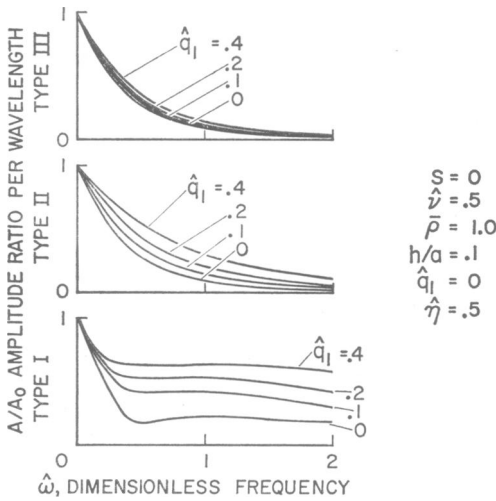 A/A₀ AMPLITUDE RATIO PER WAVELENGTH
TYPE III
1
0
q̂₁ = .4
.2
.1
0
TYPE II
1
0
q̂₁ = .4
.2
.1
0
TYPE I
1
0
1
2
q̂₁=.4
.2
.1
0
ω̂, DIMENSIONLESS FREQUENCY
S = 0
ν̂ = .5
ρ̄ = 1.0
h/a = .1
q̂₁ = 0
η̂ = .5